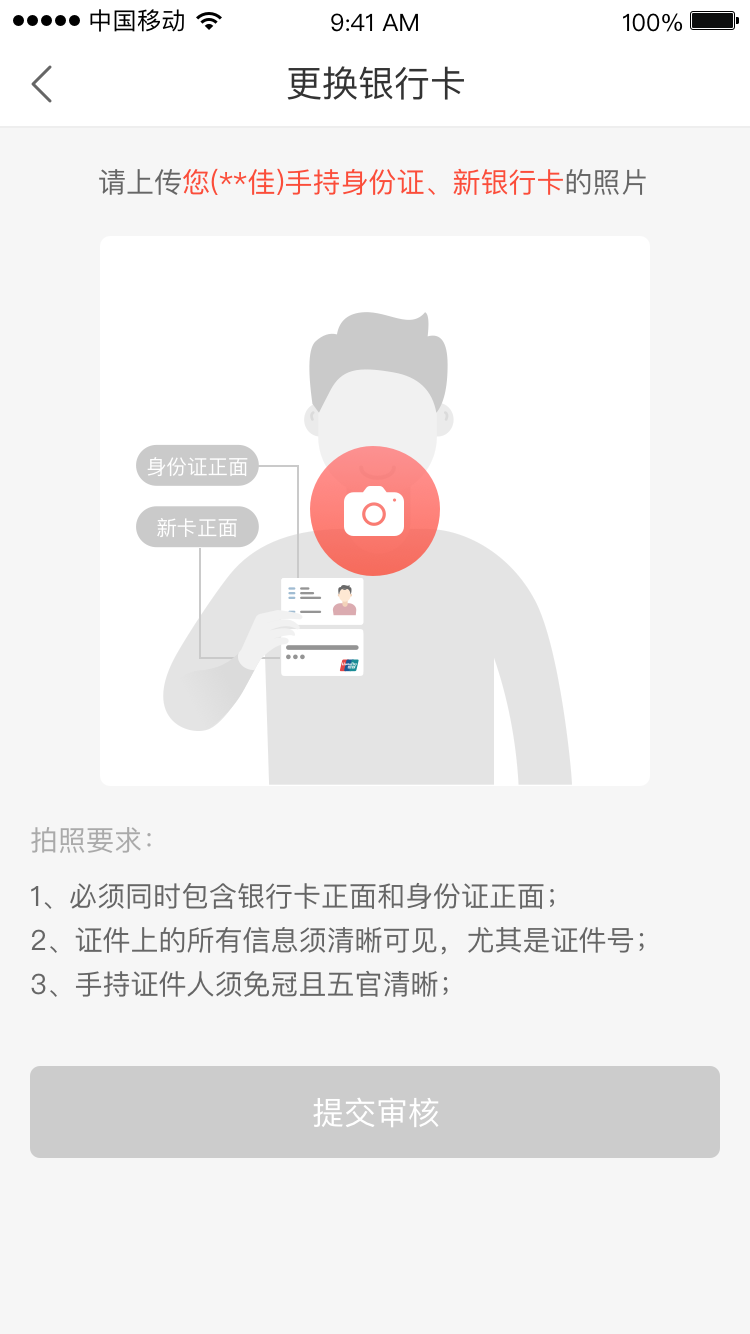 中国移动 9:41 AM 100%
更换银行卡
请上传您(**佳)手持身份证、新银行卡的照片
身份证正面
新卡正面
拍照要求：
1、必须同时包含银行卡正面和身份证正面；
2、证件上的所有信息须清晰可见，尤其是证件号；
3、手持证件人须免冠且五官清晰；
提交审核